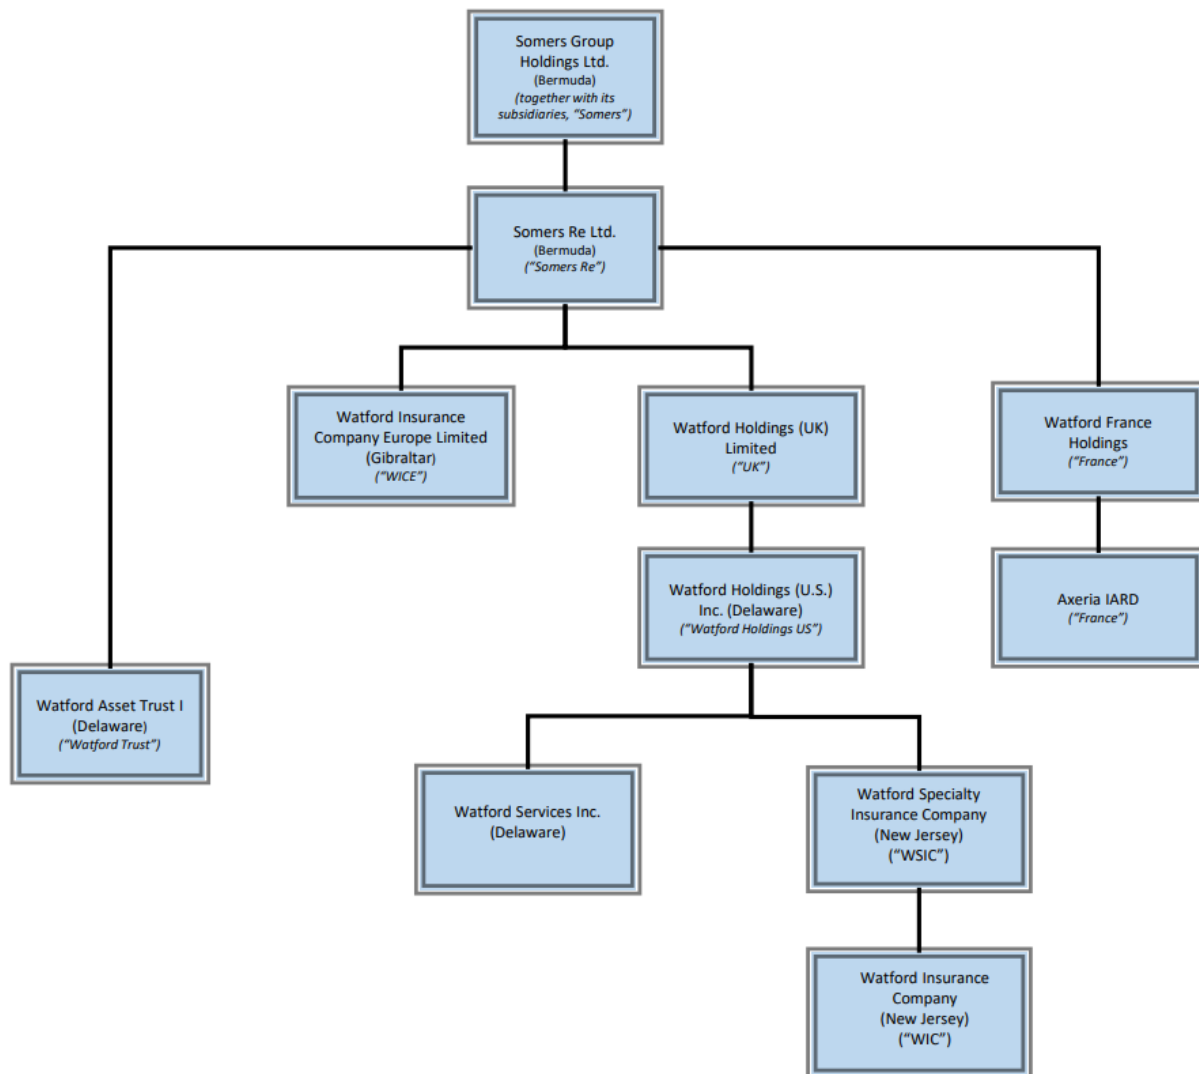 Somers Group
Holdings Ltd.
(Bermuda)
(together with its
subsidiaries, “Somers”)
Somers Re Ltd.
(Bermuda)
(“Somers Re”)
Watford Insurance
Company Europe Limited
(Gibraltar)
(“WICE”)
Watford Holdings (UK)
Limited
(“UK”)
Watford France
Holdings
(“France”)
Watford Holdings (U.S.)
Inc. (Delaware)
(“Watford Holdings US”)
Axeria IARD
(“France”)
Watford Asset Trust I
(Delaware)
(“Watford Trust”)
Watford Services Inc.
(Delaware)
Watford Specialty
Insurance Company
(New Jersey)
(“WSIC”)
Watford Insurance
Company
(New Jersey)
(“WIC”)